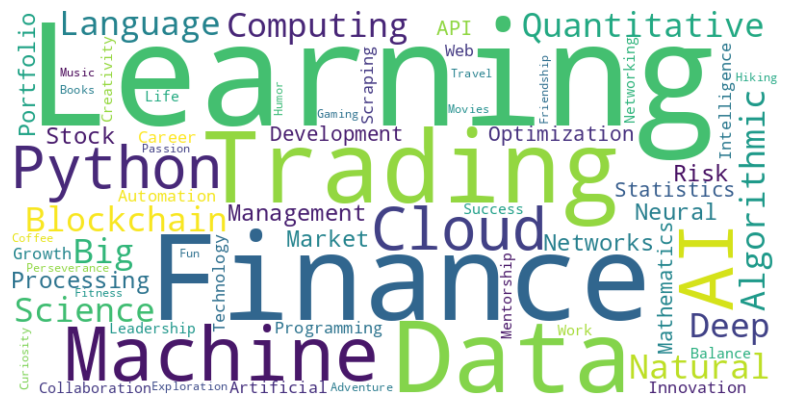 Portfolio
Language
Computing
API
Quantitative
Learning
Music
Books
Creativity
Life
Humor
Gaming
Scraping
Web
Travel
Movies
Friendship
Networking
Intelligence
Hiking
Stock
Career
Passion
Development
Optimization
Python
Trading
Risk
Algorithmic
Automation
Statistics
Blockchain
Management
Success
Neural
Coffee
Growth
Big
Fun
Technology
Market
Cloud
Networks
Mathematics
AI
Perseverance
Processing
Fitness
Finance
Mentorship
Science
Leadership
Programming
Work
Deep
Curiosity
Machine
Data
Balance
Natural
Collaboration
Exploration
Artificial
Adventure
Innovation